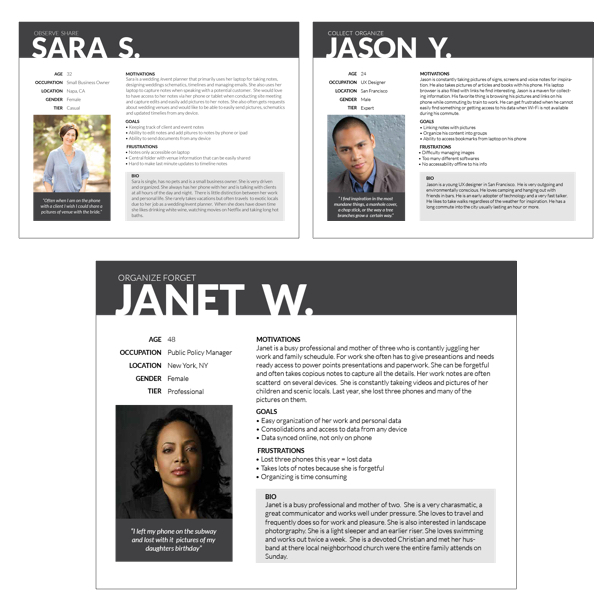 OBSERVE SHARE
SARA S.
AGE 32
OCCUPATION Small Business Owner
LOCATION Napa, CA
GENDER Female
TIER Casual
"Often when I am on the phone
with a client I wish I could share a
pictures of venue with the bride."
MOTIVATIONS
Sara is a wedding event planner that primarily uses her laptop for taking notes,
designing weddings schematics, timelines and managing emails. She also uses her
laptop to capture notes when speaking with a potential customer. She would love
to have access to her notes via her phone or tablet when conducting site meeting
and capture edits and easily add pictures to her notes. She also often gets requests
about wedding venues and would like to be able to easily send pictures, schematics
and updated timelines from any device.
GOALS
• Keeping track of client and event notes
• Ability to edit notes and add photos to notes by phone or ipad
• Ability to send documents from any device
FRUSTRATIONS
• Notes only accessible on laptop
• Central folder with venue information that can be easily shared
• Hard to make last minute updates to timeline notes
BIO
Sara is single, has no pets and is a small business owner. She is very driven
and organized. She always has her phone with her and is talking with clients
at all hours of the day and night. There is little distinction between her work
and personal life. She rarely takes vacations but often travels to exotic locals
due to her job as a wedding/event planner. When she does have down time
she likes drinking white wine, watching movies on Netflix and taking long hot
baths.
COLLECT ORGANIZE
JASON Y.
AGE 24
OCCUPATION UX Designer
LOCATION San Francisco
GENDER Male
TIER Expert
"I find inspiration in the most
mundane things, a manhole cover,
a chop stick, or the way a tree
branches grow a certain way."
MOTIVATIONS
Jason is constantly taking pictures of signs, screens and voice notes for inspira-
tion. He also takes pictures of articles and books with his phone. His laptop
browser is also filled with links he find interesting. Jason is a maven for collect-
ing information. His favorite thing is browsing his pictures and links on his
phone while commuting by train to work. He can get frustrated when he cannot
easily find something or getting access to his data when Wi-Fi is not available
during his commute.
GOALS
• Linking notes with pictures
• Organize his content into groups
• Ability to access bookmarks from laptop on his phone
FRUSTRATIONS
• Difficulty managing images
• Too many different softwares
• No accessability offline to his info
BIO
Jason is a young UX designer in San Francisco. He is very outgoing and
environmentally conscious. He loves camping and hanging out with
friends in bars. He is an early adopter of technology and a very fast talker.
He likes to take walks regardless of the weather for inspiration. He has a
long commute into the city usually lasting an hour or more.
ORGANIZE FORGET
JANET W.
AGE 48
OCCUPATION Public Policy Manager
LOCATION New York, NY
GENDER Female
TIER Professional
"I left my phone on the subway
and lost with it pictures of my
daughters birthday"
MOTIVATIONS
Janet is a busy professional and mother of three who is contantly juggling her
work and family scheudule. For work she often has to give preseantions and needs
ready access to power points presentations and paperwork. She can be forgetful
and often takes copious notes to capture all the details. Her work notes are often
scatterd on several devices. She is constantly takeing videos and pictures of her
children and scenic locals. Last year, she lost three phones and many of the
pictures on them.
GOALS
• Easy organization of her work and personal data
• Consolidations and access to data from any device
• Data synced online, not only on phone
FRUSTRATIONS
• Lost three phones this year = lost data
• Takes lots of notes because she is forgetful
• Organizing is time consuming
BIO
Janet is a busy professional and mother of two. She is a very charasmatic, a
great communicator and works well under pressure. She loves to travel and
frequently does so for work and pleasure. She is also interested in landscape
photorgraphy. She is a light sleeper and an earlier riser. She loves swimming
and works out twice a week. She is a devoted Christian and met her hus-
band at there local neighborhood church were the entire family attends on
Sunday.